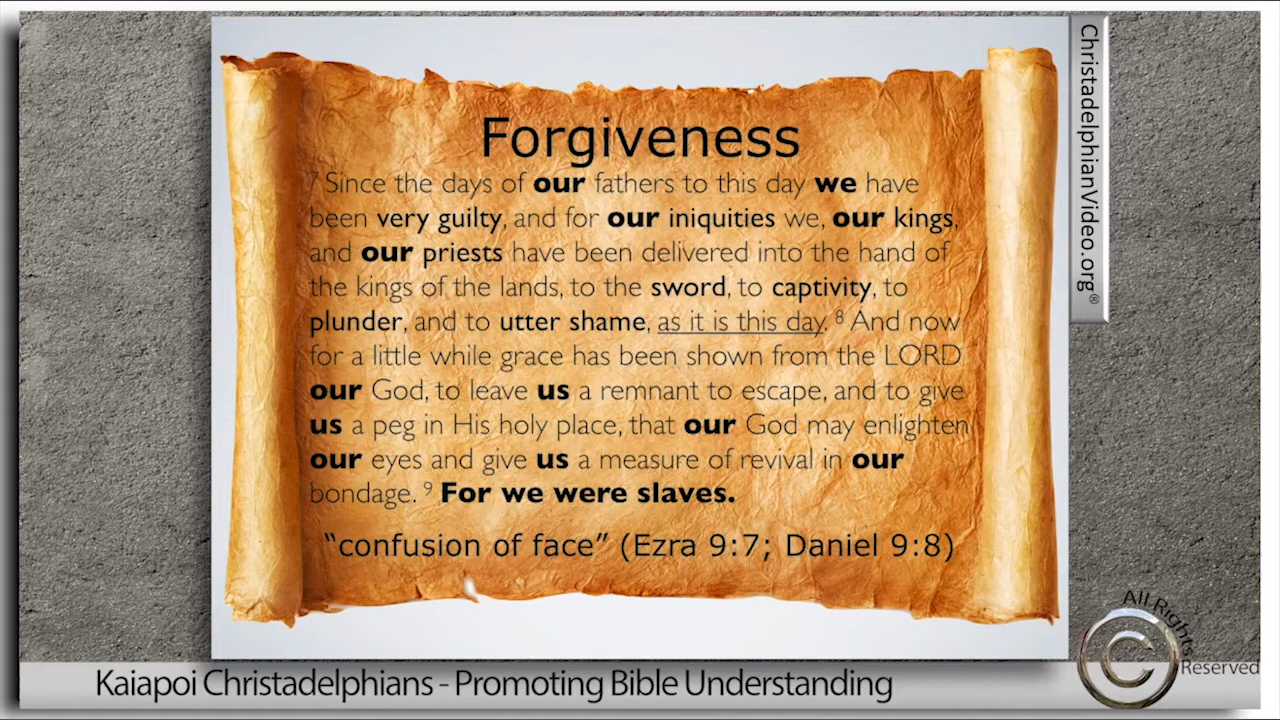 Forgiveness
7 Since the days of our fathers to this day we have
been very guilty, and for our iniquities we, our kings,
and our priests have been delivered into the hand of
the kings of the lands, to the sword, to captivity, to
plunder, and to utter shame, as it is this day. 8 And now
for a little while grace has been shown from the LORD
our God, to leave us a remnant to escape, and to give
us a peg in His holy place, that our God may enlighten
our eyes and give us a measure of revival in our
bondage. 9 For we were slaves.
“confusion of face” (Ezra 9:7; Daniel 9:8)
ChristadelphianVideo.org®
All Rights
C
Reserved
Kaiapoi Christadelphians - Promoting Bible Understanding